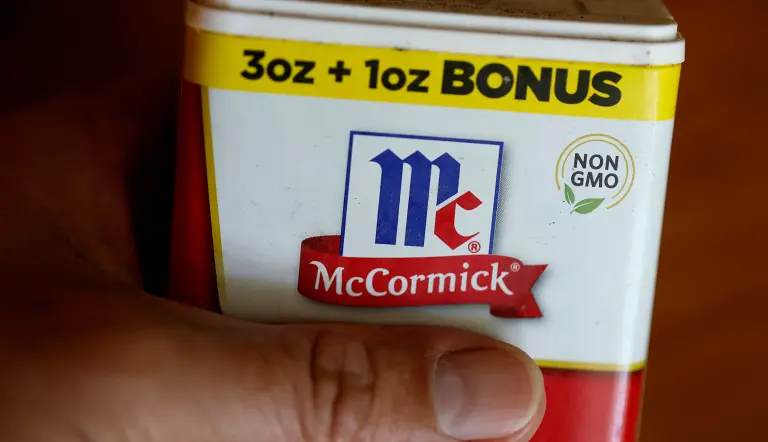 3oz + 1oz BONUS
Mc®
McCormick®
NON
GMO